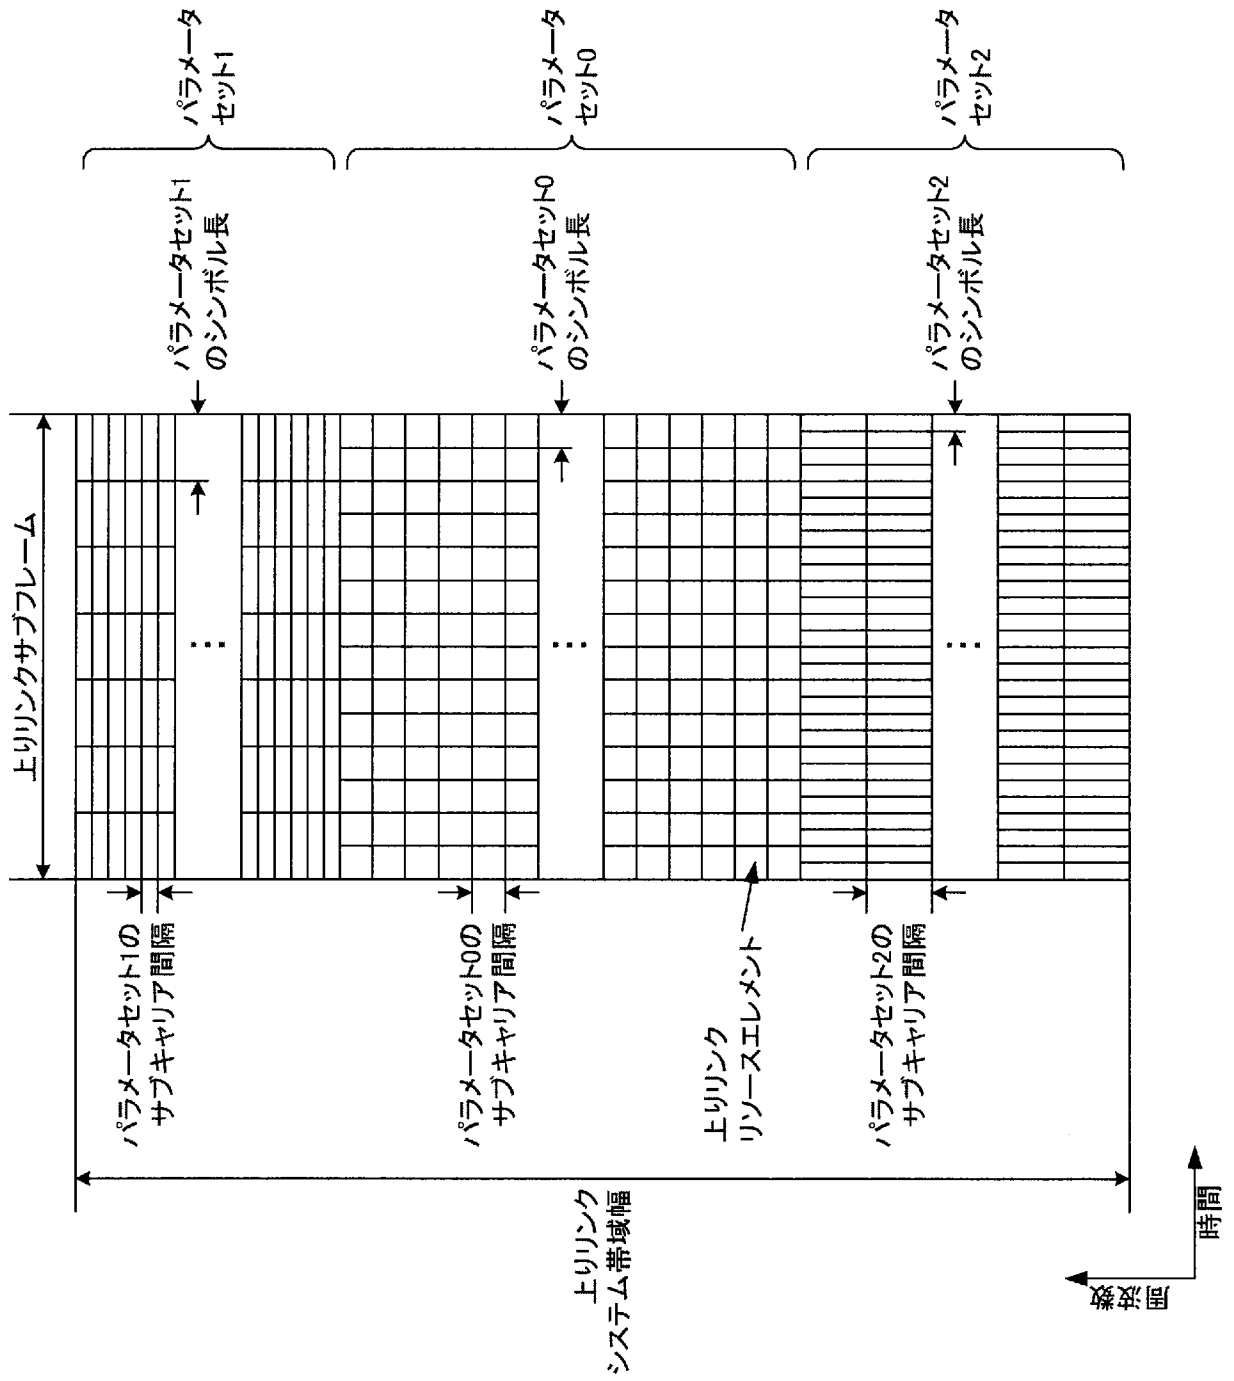 上りリンクサブフレーム
パラメータセット1の
サブキャリア間隔
パラメータセット1
のシンボル長
パラメータ
セット1
パラメータセット0の
サブキャリア間隔
パラメータセット0
のシンボル長
パラメータ
セット0
上りリンク
リソースエレメント
パラメータセット2の
サブキャリア間隔
パラメータセット2
のシンボル長
パラメータ
セット2
上りリンク
システム帯域幅
周波数
時間